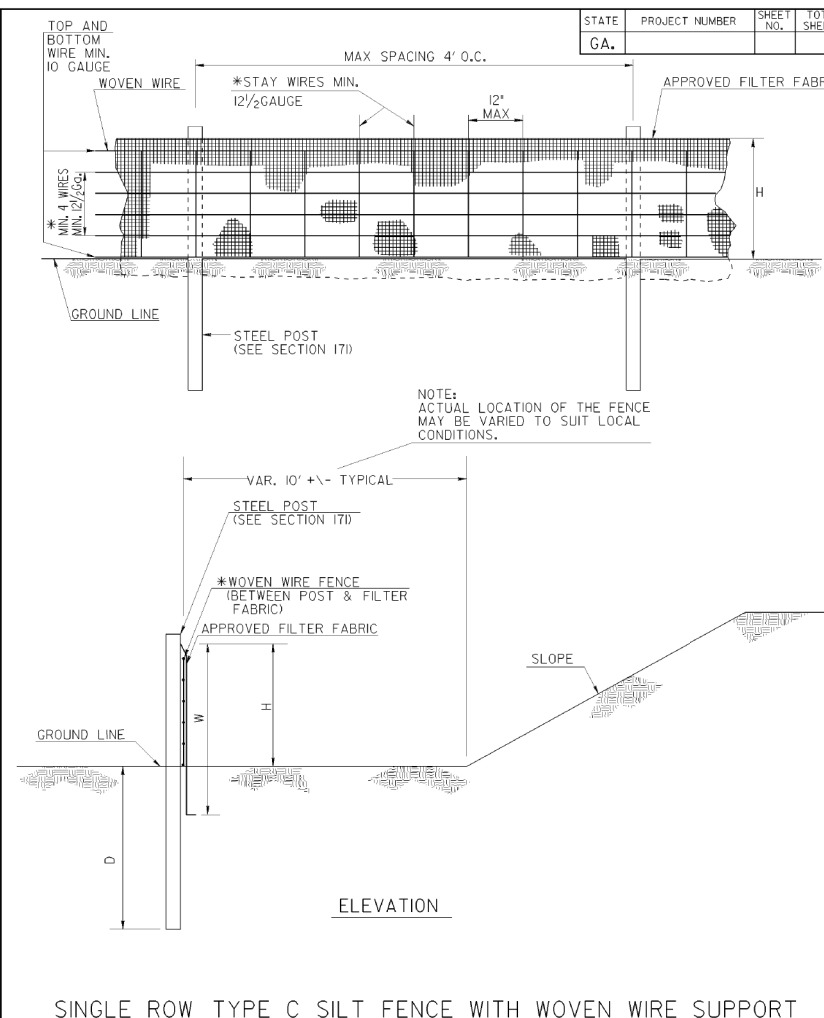 STATE
PROJECT NUMBER
SHEET
NO.
GA.
TOP AND
BOTTOM
WIRE MIN.
10 GAUGE
WOVEN WIRE
MAX SPACING 4' O.C.
*STAY WIRES MIN.
12 1/2 GAUGE
12"
MAX
APPROVED FILTER
H
* MIN. 4 WIRES
MIN. 12 1/2 Ga.
GROUND LINE
STEEL POST
(SEE SECTION 171)
NOTE:
ACTUAL LOCATION OF THE FENCE
MAY BE VARIED TO SUIT LOCAL
CONDITIONS.
VAR. 10' +\- TYPICAL
STEEL POST
(SEE SECTION 171)
*WOVEN WIRE FENCE
(BETWEEN POST & FILTER
FABRIC)
APPROVED FILTER FABRIC
W
H
SLOPE
GROUND LINE
D
ELEVATION
SINGLE ROW TYPE C SILT FENCE WITH WOVEN WIRE SUPPORT